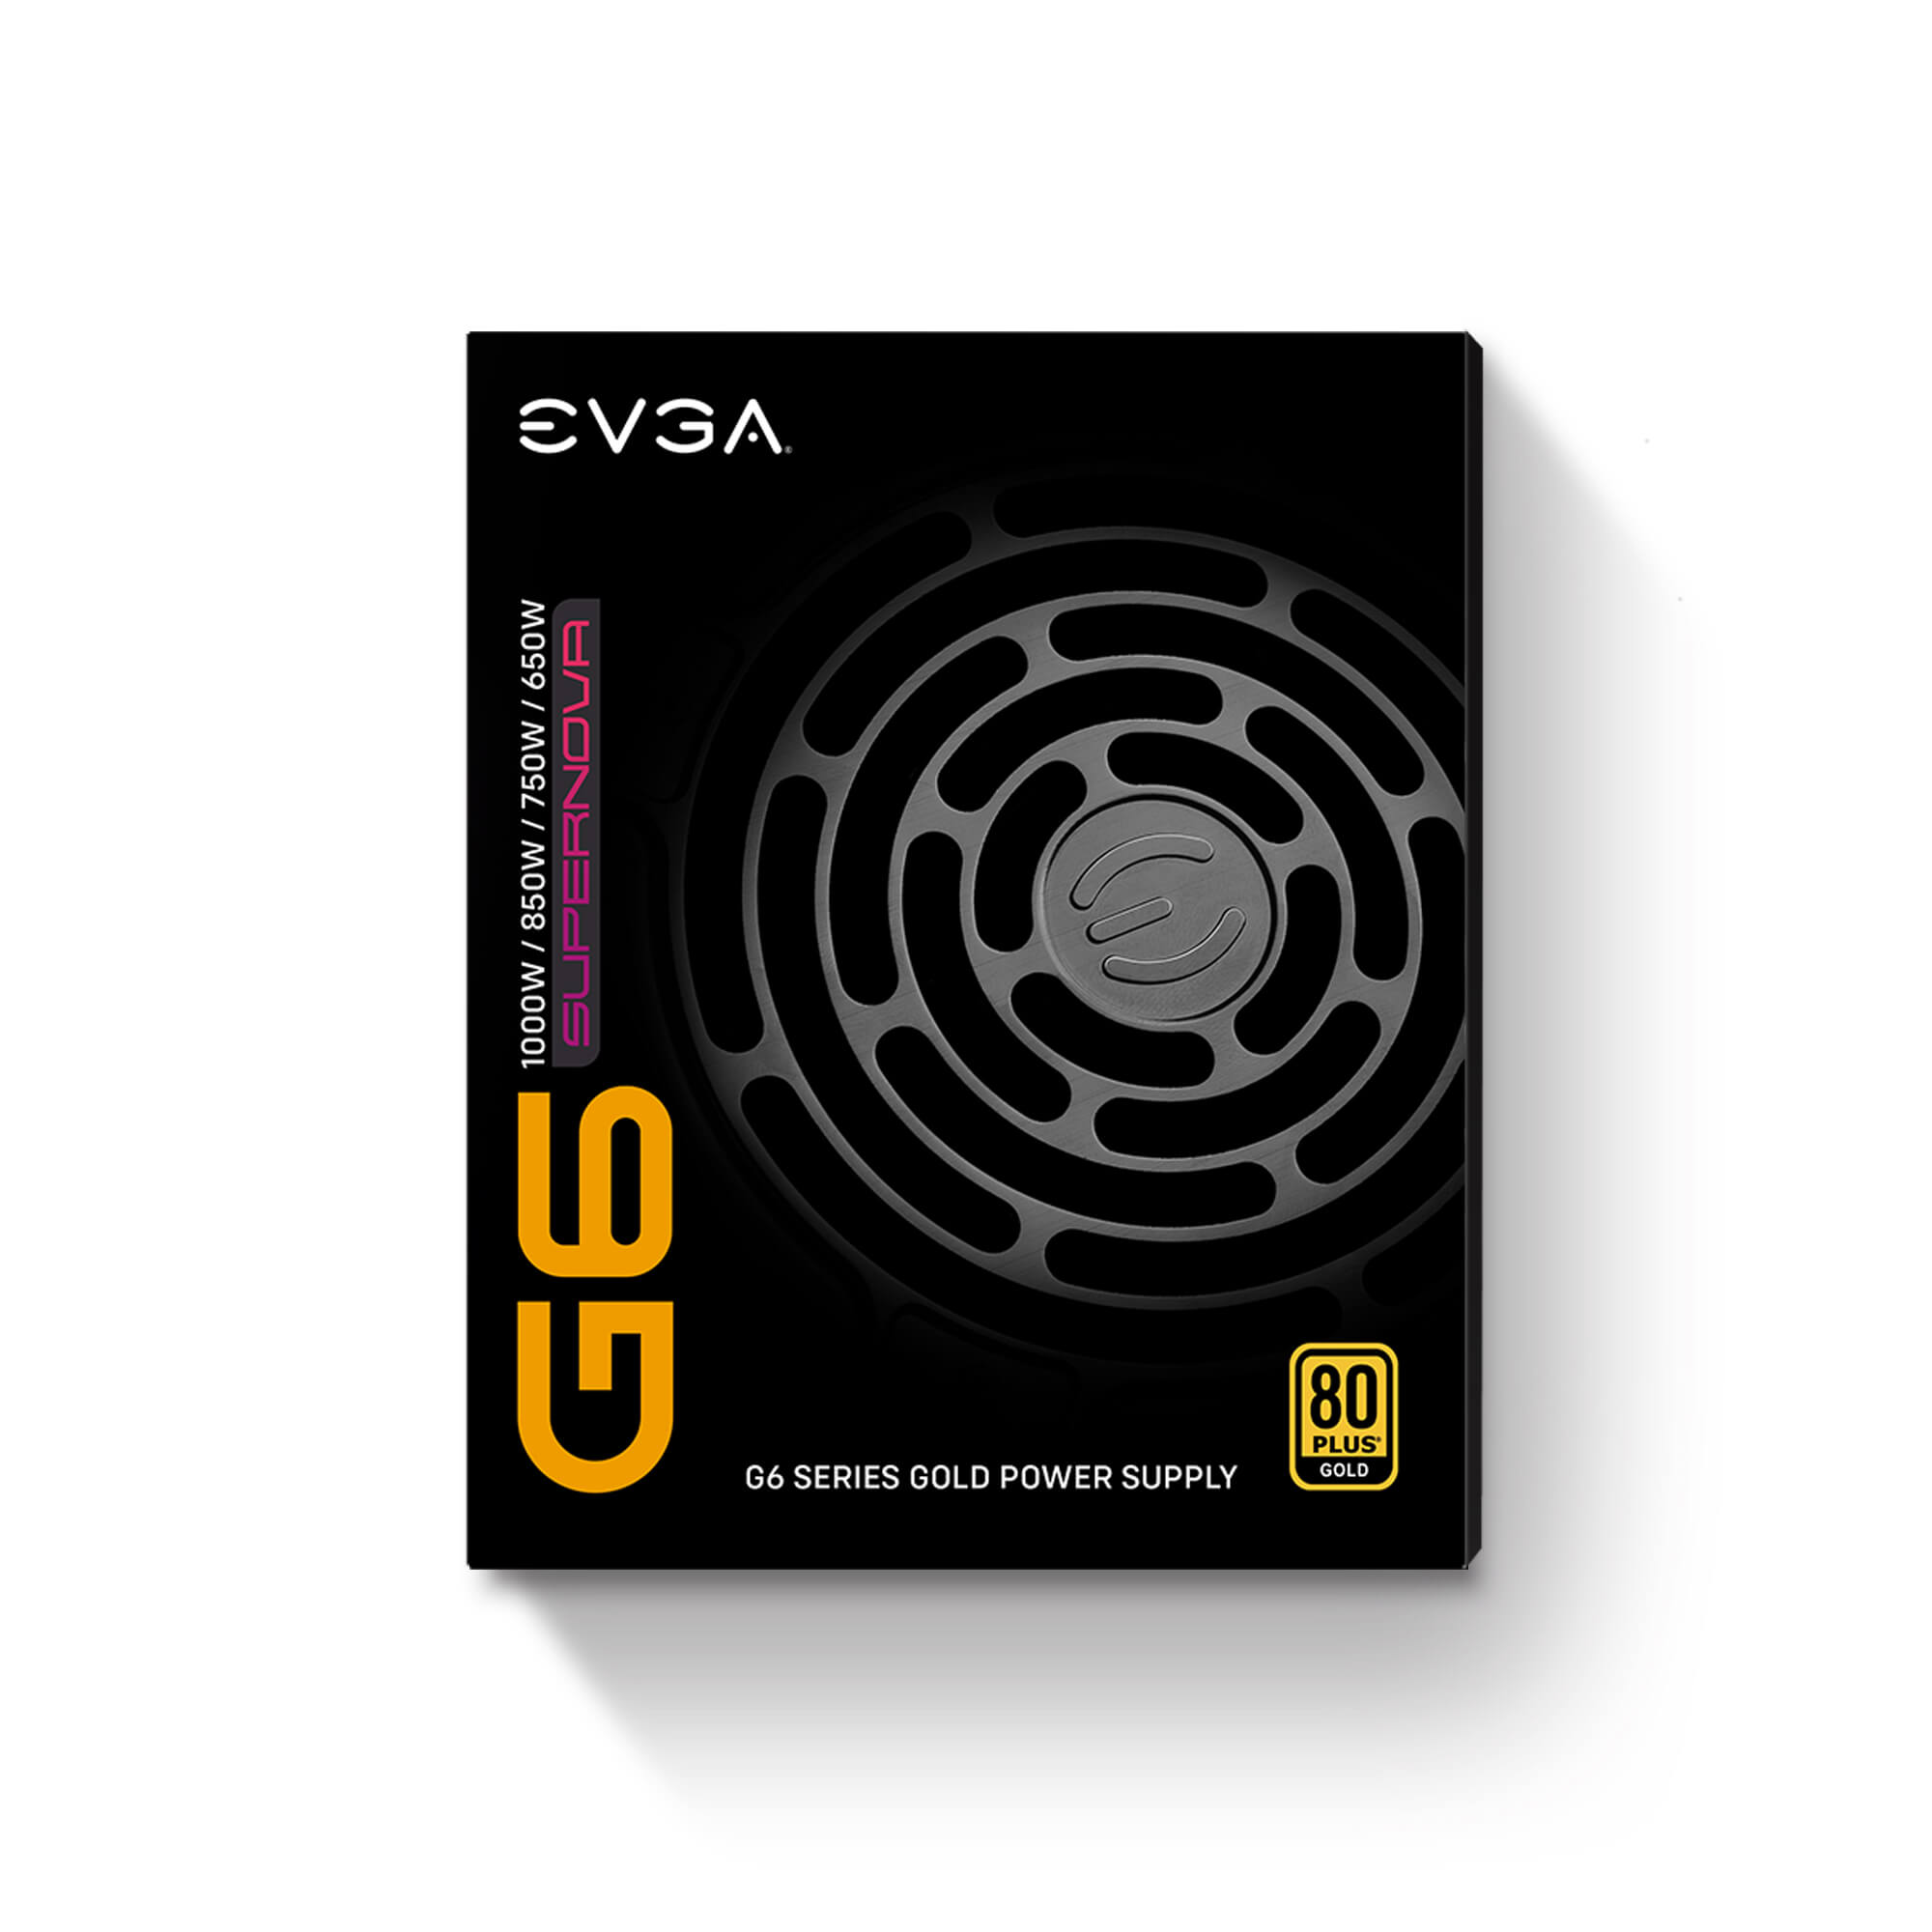 EVGA®
1000W / 850W / 750W / 650W
SUPERNOVA
G6
G6 SERIES GOLD POWER SUPPLY
80
PLUS®
GOLD